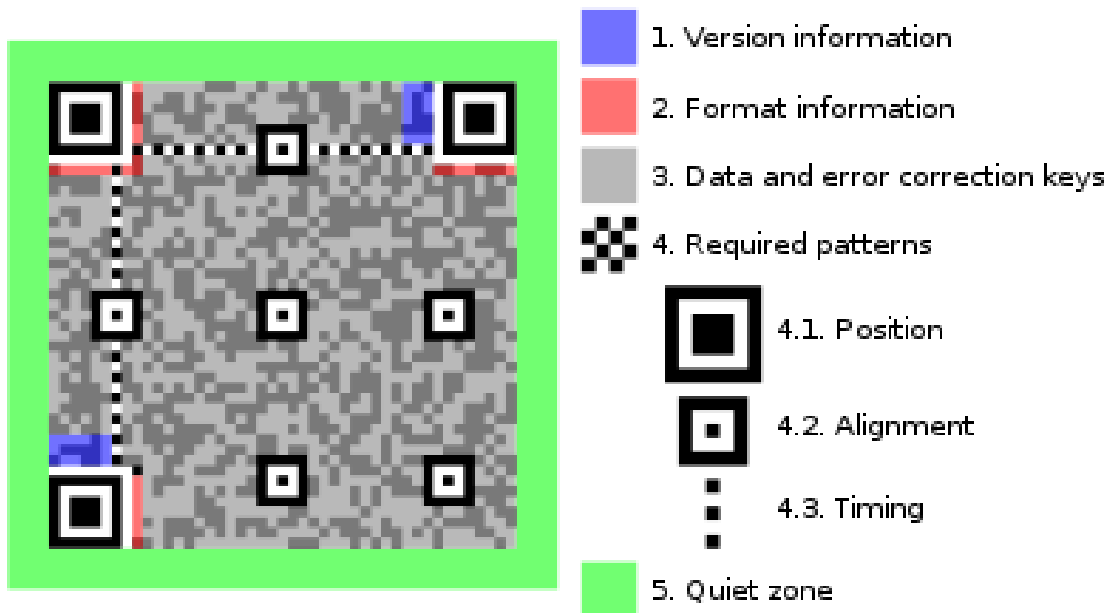 1. Version information
2. Format information
3. Data and error correction keys
4. Required patterns
4.1. Position
4.2. Alignment
4.3. Timing
5. Quiet zone